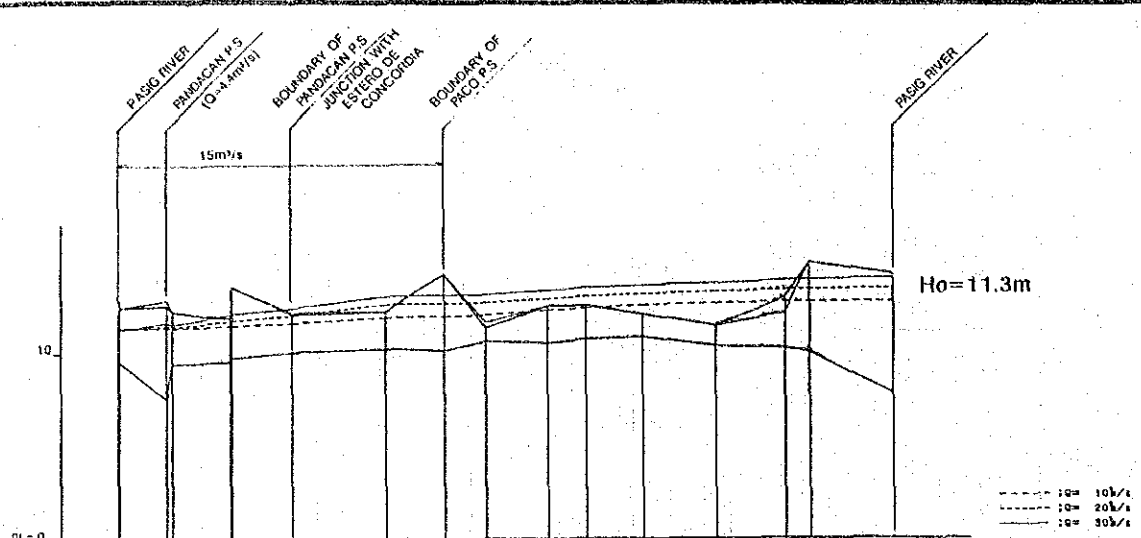 PASIG RIVER
PANDACAN P.S
(Q=4.4m³/s)
BOUNDARY OF
PANDACAN P.S
JUNCTION WITH
ESTERO DE
CONCORDIA
BOUNDARY OF
PACO P.S
PASIG RIVER
15m³/s
Ho=11.3m
10